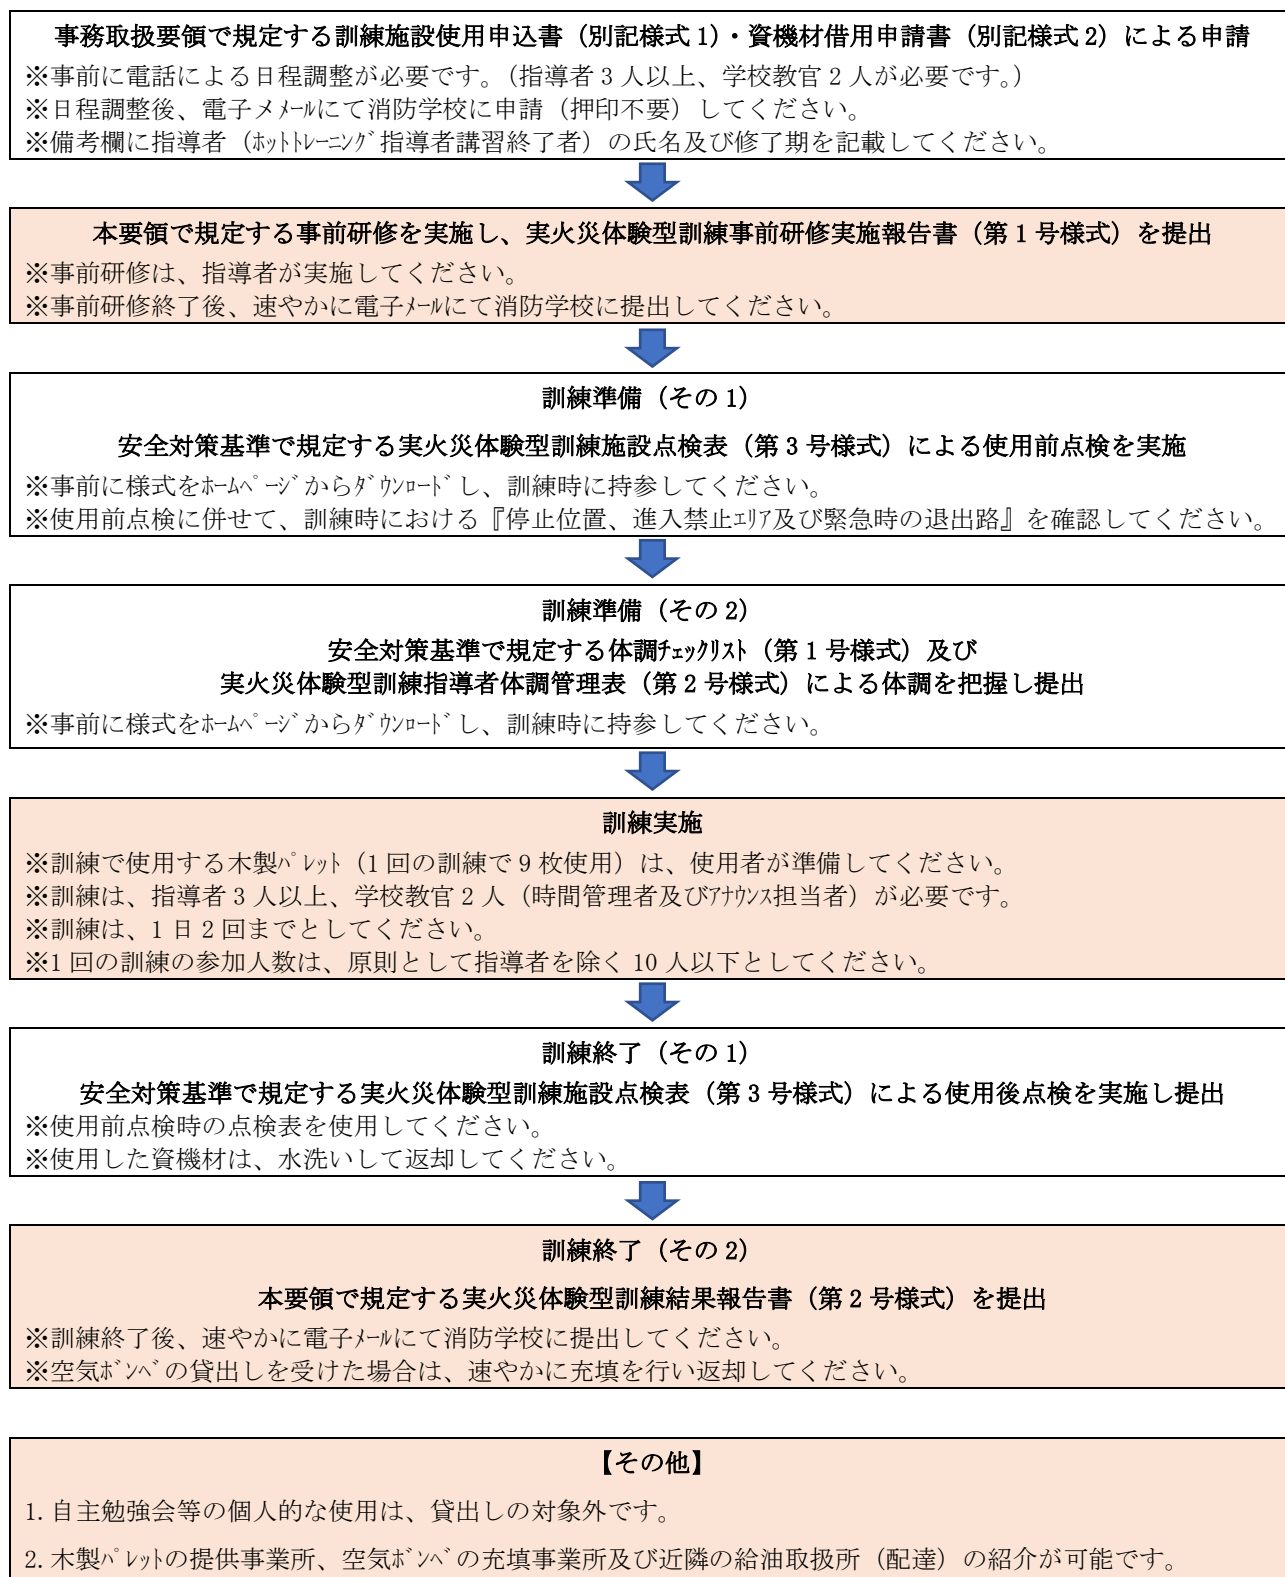 事務取扱要領で規定する訓練施設使用申込書（別記様式1）・資機材借用申請書（別記様式2）による申請
※事前に電話による日程調整が必要です。（指導者3人以上、学校教官2人が必要です。）
※日程調整後、電子メﾒｰﾙにて消防学校に申請（押印不要）してください。
※備考欄に指導者（ﾎｯﾄﾄﾚｰﾆﾝｸﾞ指導者講習終了者）の氏名及び修了期を記載してください。
本要領で規定する事前研修を実施し、実火災体験型訓練事前研修実施報告書（第1号様式）を提出
※事前研修は、指導者が実施してください。
※事前研修終了後、速やかに電子ﾒｰﾙにて消防学校に提出してください。
訓練準備（その1）
安全対策基準で規定する実火災体験型訓練施設点検表（第3号様式）による使用前点検を実施
※事前に様式をﾎｰﾑﾍﾟｰｼﾞからﾀﾞｳﾝﾛｰﾄﾞし、訓練時に持参してください。
※使用前点検に併せて、訓練時における『停止位置、進入禁止ｴﾘｱ及び緊急時の退出路』を確認してください。
訓練準備（その2）
安全対策基準で規定する体調ﾁｪｯｸﾘｽﾄ（第1号様式）及び
実火災体験型訓練指導者体調管理表（第2号様式）による体調を把握し提出
※事前に様式をﾎｰﾑﾍﾟｰｼﾞからﾀﾞｳﾝﾛｰﾄﾞし、訓練時に持参してください。
訓練実施
※訓練で使用する木製ﾊﾟﾚｯﾄ（1回の訓練で9枚使用）は、使用者が準備してください。
※訓練は、指導者3人以上、学校教官2人（時間管理者及びｱﾅｳﾝｽ担当者）が必要です。
※訓練は、1日2回までとしてください。
※1回の訓練の参加人数は、原則として指導者を除く10人以下としてください。
訓練終了（その1）
安全対策基準で規定する実火災体験型訓練施設点検表（第3号様式）による使用後点検を実施し提出
※使用前点検時の点検表を使用してください。
※使用した資機材は、水洗いして返却してください。
訓練終了（その2）
本要領で規定する実火災体験型訓練結果報告書（第2号様式）を提出
※訓練終了後、速やかに電子ﾒｰﾙにて消防学校に提出してください。
※空気ﾎﾞﾝﾍﾞの貸出しを受けた場合は、速やかに充填を行い返却してください。
【その他】
1.自主勉強会等の個人的な使用は、貸出しの対象外です。
2.木製ﾊﾟﾚｯﾄの提供事業所、空気ﾎﾞﾝﾍﾞの充填事業所及び近隣の給油取扱所（配達）の紹介が可能です。